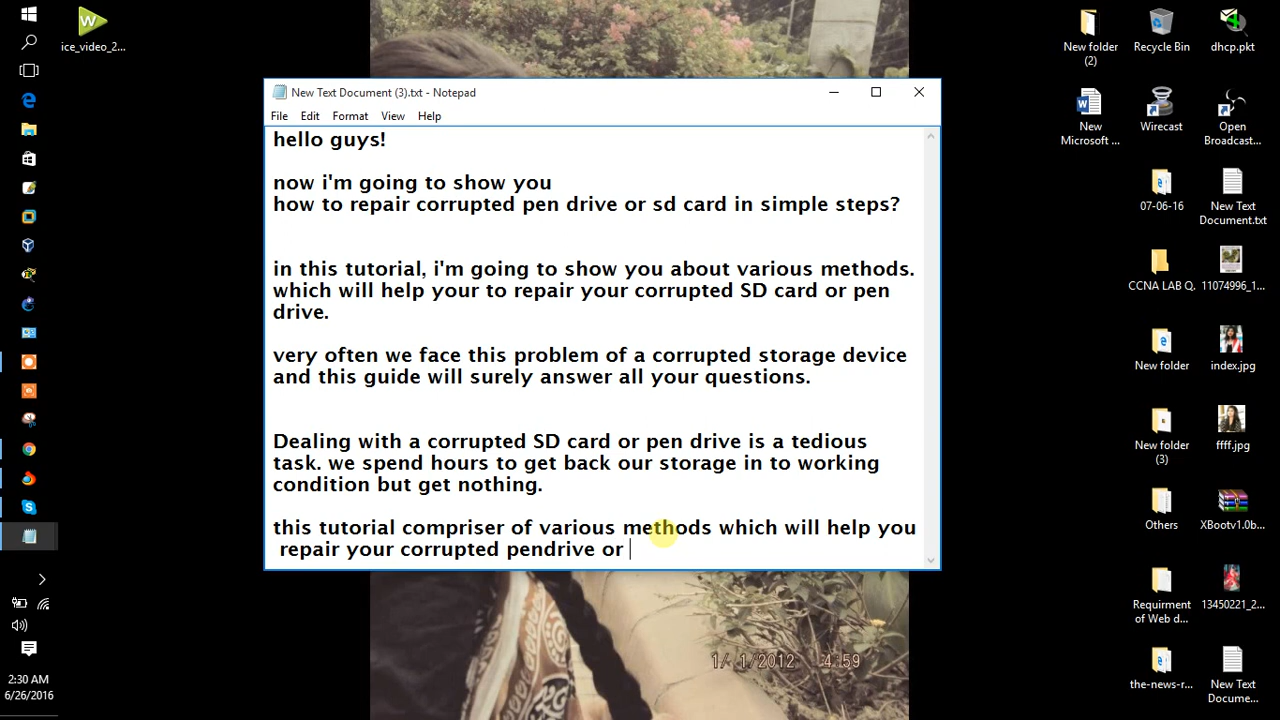 ice_video_2...
New Text Document (3).txt - Notepad
File Edit Format View Help
hello guys!
now i'm going to show you
how to repair corrupted pen drive or sd card in simple steps?
in this tutorial, i'm going to show you about various methods.
which will help your to repair your corrupted SD card or pen
drive.
very often we face this problem of a corrupted storage device
and this guide will surely answer all your questions.
Dealing with a corrupted SD card or pen drive is a tedious
task. we spend hours to get back our storage in to working
condition but get nothing.
this tutorial compriser of various methods which will help you
repair your corrupted pendrive or
New folder
(2)
Recycle Bin
dhcp.pkt
New
Microsoft ...
Wirecast
Open
Broadcast...
07-06-16
New Text
Document.txt
CCNA LAB Q.
11074996_1...
New folder
index.jpg
New folder
(3)
ffff.jpg
Others
XBootv1.0b...
Requirment
of Web d...
13450221_2...
the-news-r...
New Text
Docume...
2:30 AM
6/26/2016
1/ 1/2012 4:59